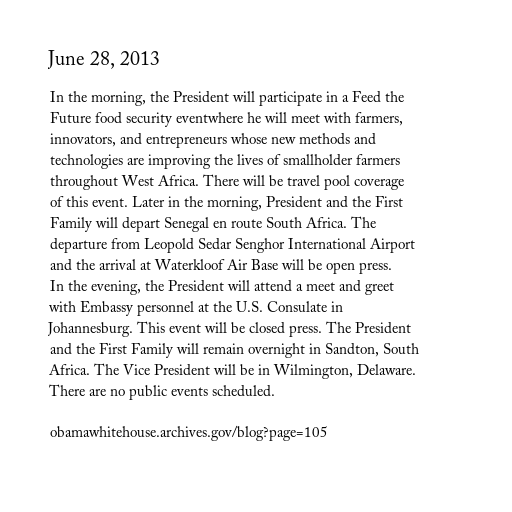 June 28, 2013
In the morning, the President will participate in a Feed the
Future food security eventwhere he will meet with farmers,
innovators, and entrepreneurs whose new methods and
technologies are improving the lives of smallholder farmers
throughout West Africa. There will be travel pool coverage
of this event. Later in the morning, President and the First
Family will depart Senegal en route South Africa. The
departure from Leopold Sedar Senghor International Airport
and the arrival at Waterkloof Air Base will be open press.
In the evening, the President will attend a meet and greet
with Embassy personnel at the U.S. Consulate in
Johannesburg. This event will be closed press. The President
and the First Family will remain overnight in Sandton, South
Africa. The Vice President will be in Wilmington, Delaware.
There are no public events scheduled.
obamawhitehouse.archives.gov/blog?page=105